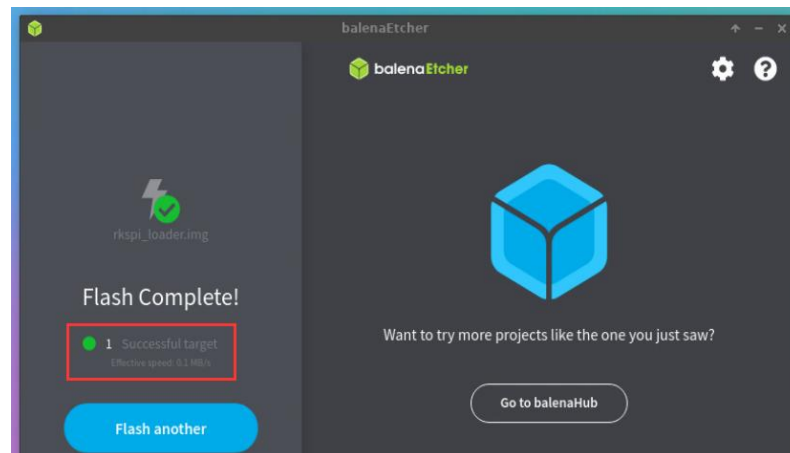 balenaEtcher
balenaEtcher
rkspi_loader.img
Flash Complete!
1 Successful target
Effective speed: 0.1 MB/s
Flash another
Want to try more projects like the one you just saw?
Go to balenaHub